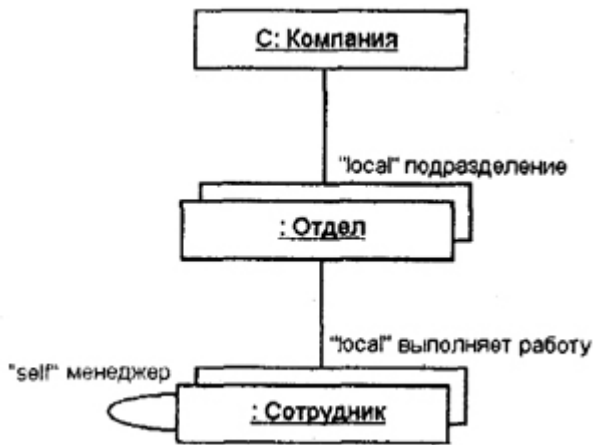 С: Компания
"local" подразделение
: Отдел
"local" выполняет работу
"self" менеджер
: Сотрудник